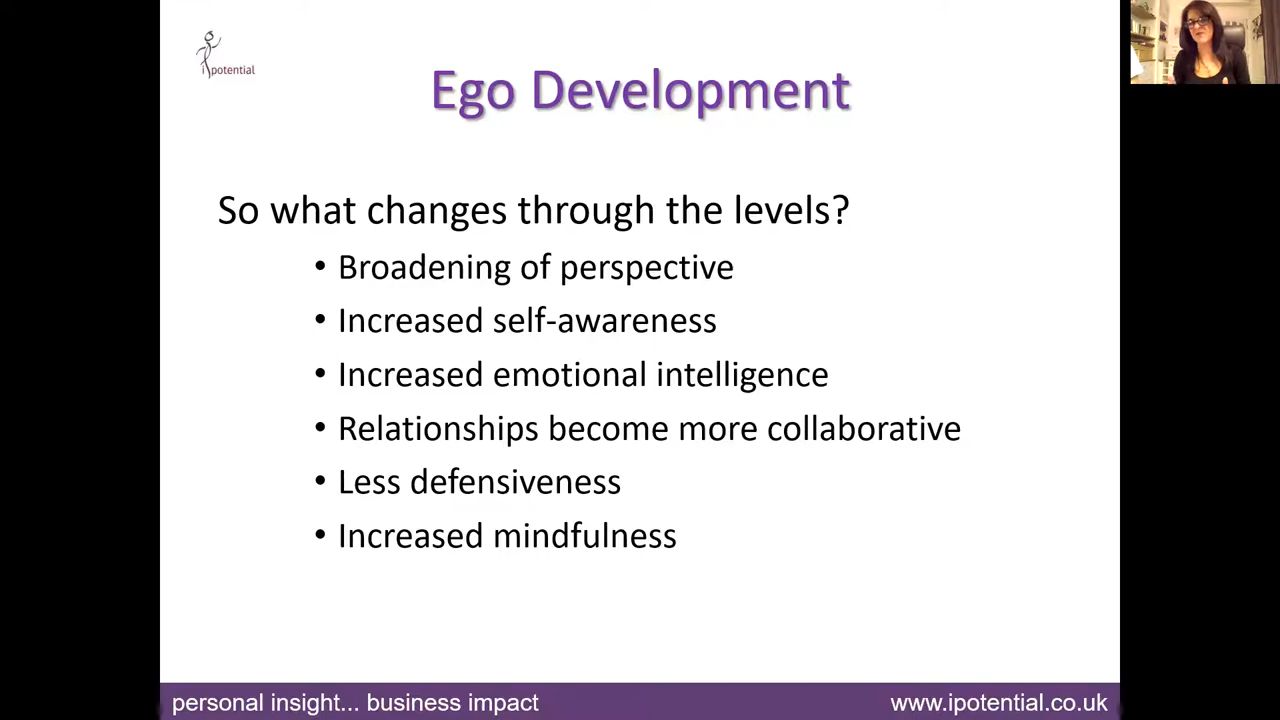 i potential
Ego Development
So what changes through the levels?
• Broadening of perspective
• Increased self-awareness
• Increased emotional intelligence
• Relationships become more collaborative
• Less defensiveness
• Increased mindfulness
personal insight... business impact
www.ipotential.co.uk